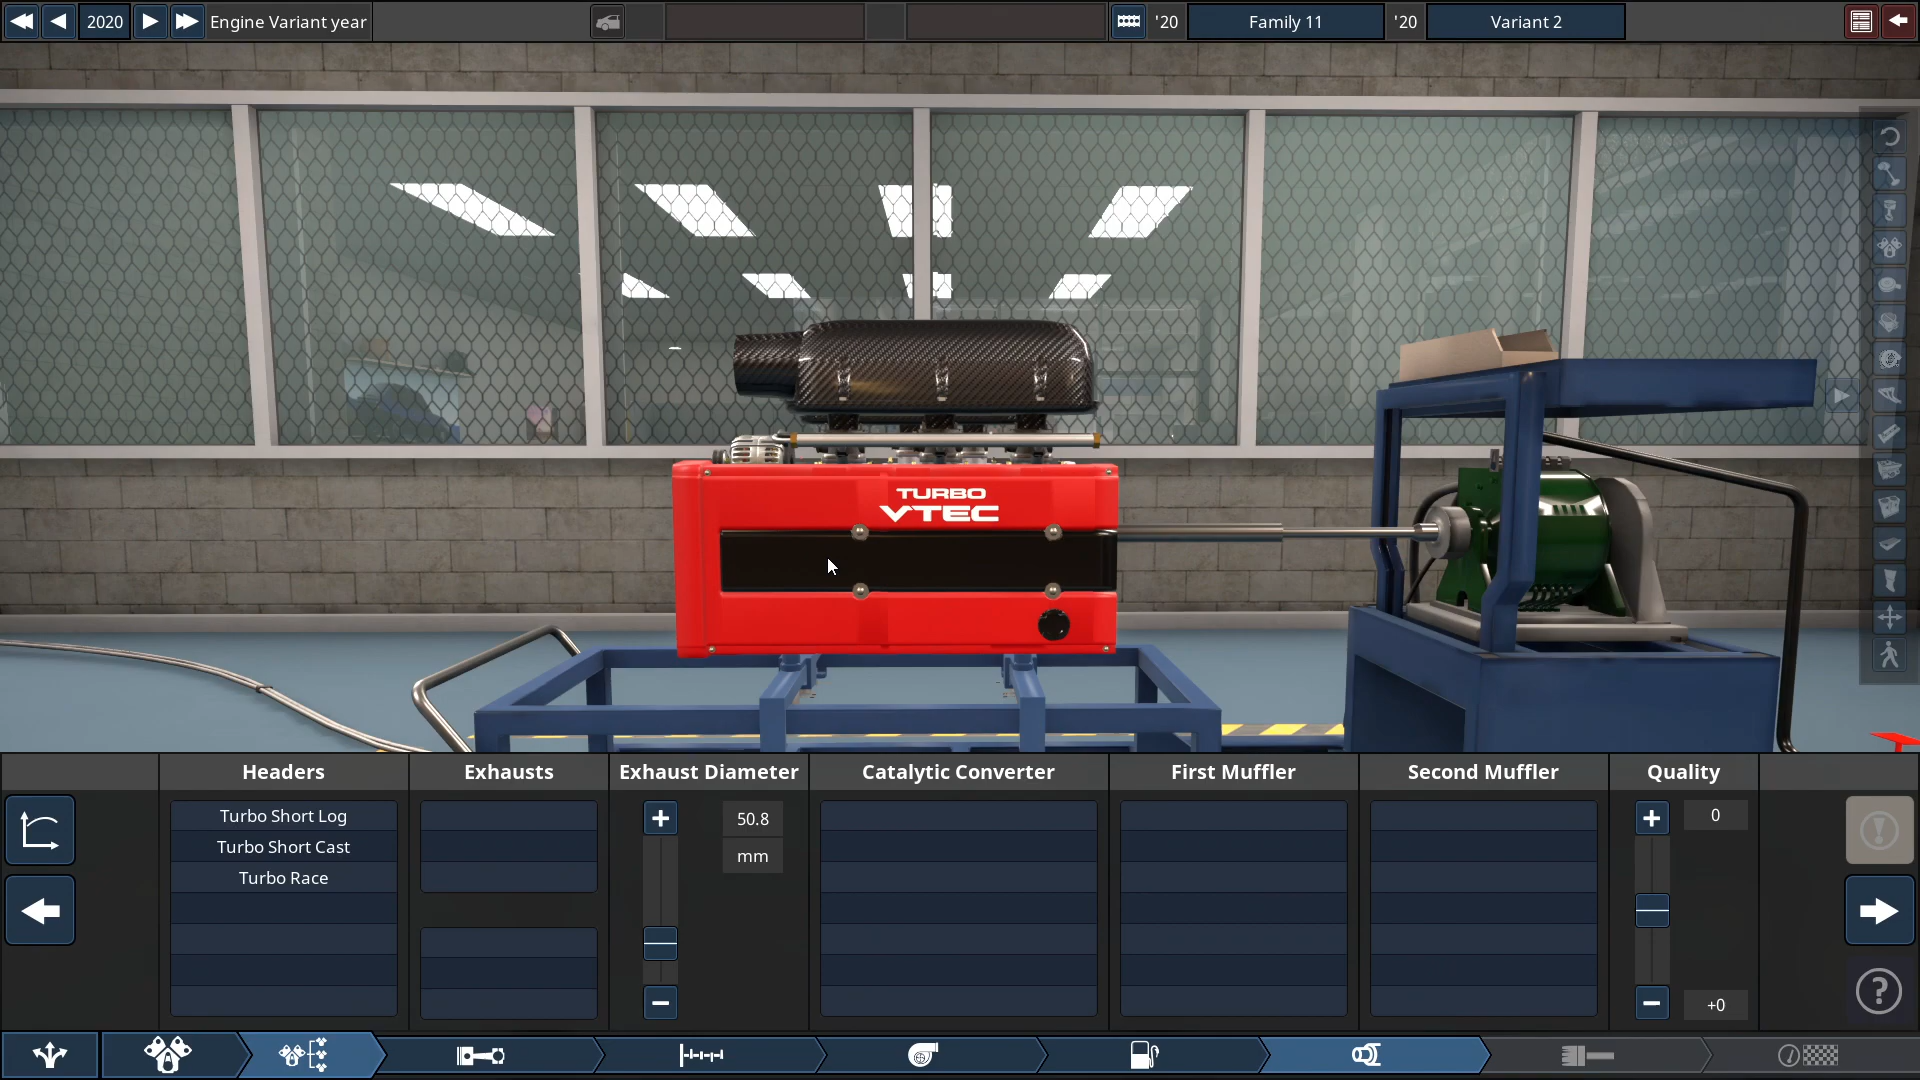 2020
Engine Variant year
'20
Family 11
'20
Variant 2
TURBO
VTEC
Headers
Exhausts
Exhaust Diameter
Catalytic Converter
First Muffler
Second Muffler
Quality
Turbo Short Log
Turbo Short Cast
Turbo Race
+
50.8
mm
−
+
0
−
+0
?